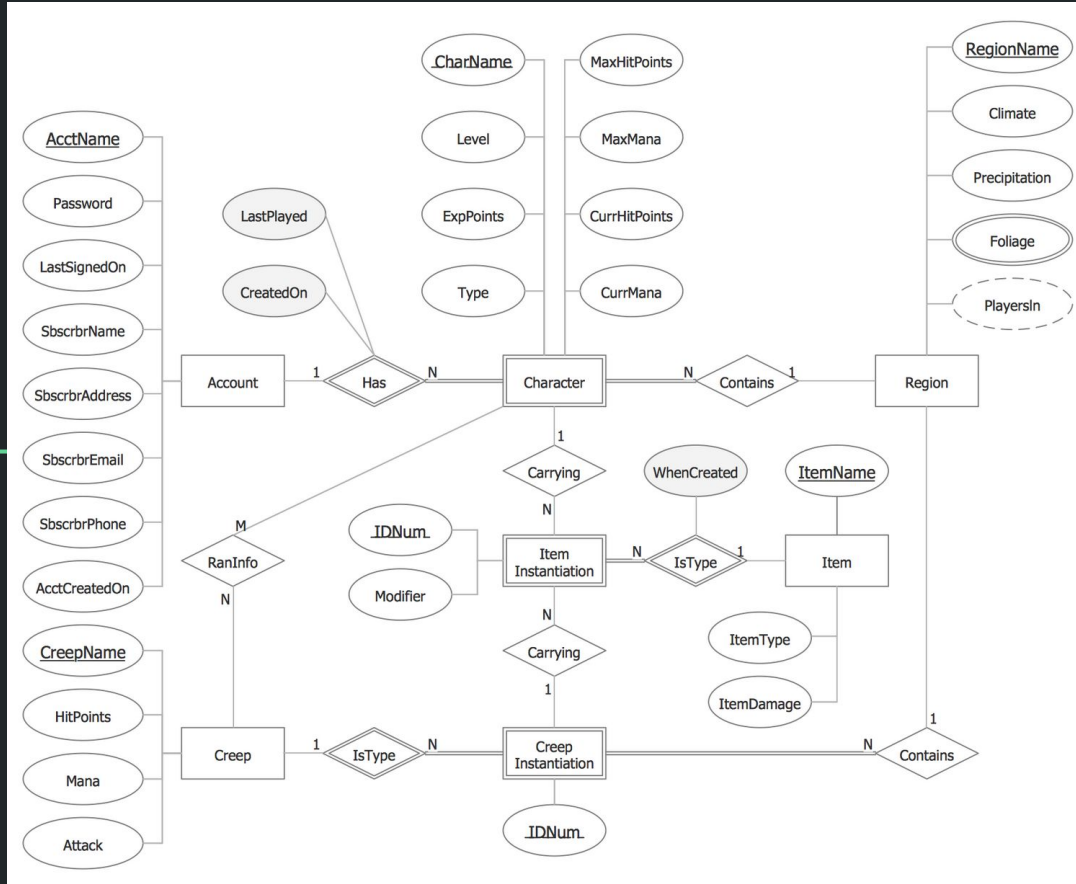 CharName
MaxHitPoints
RegionName
Level
MaxMana
Climate
AcctName
Password
LastPlayed
ExpPoints
CurrHitPoints
Precipitation
LastSignedOn
CreatedOn
Type
CurrMana
Foliage
SbscrbrName
PlayersIn
Account
1
Has
N
Character
N
Contains
1
Region
SbscrbrAddress
SbscrbrEmail
1
Carrying
WhenCreated
ItemName
SbscrbrPhone
M
N
IDNum
RanInfo
Item
Instantiation
N
IsType
1
Item
AcctCreatedOn
N
Modifier
N
CreepName
Carrying
ItemType
HitPoints
1
ItemDamage
1
Creep
1
IsType
N
Creep
Instantiation
N
Contains
Mana
Attack
IDNum